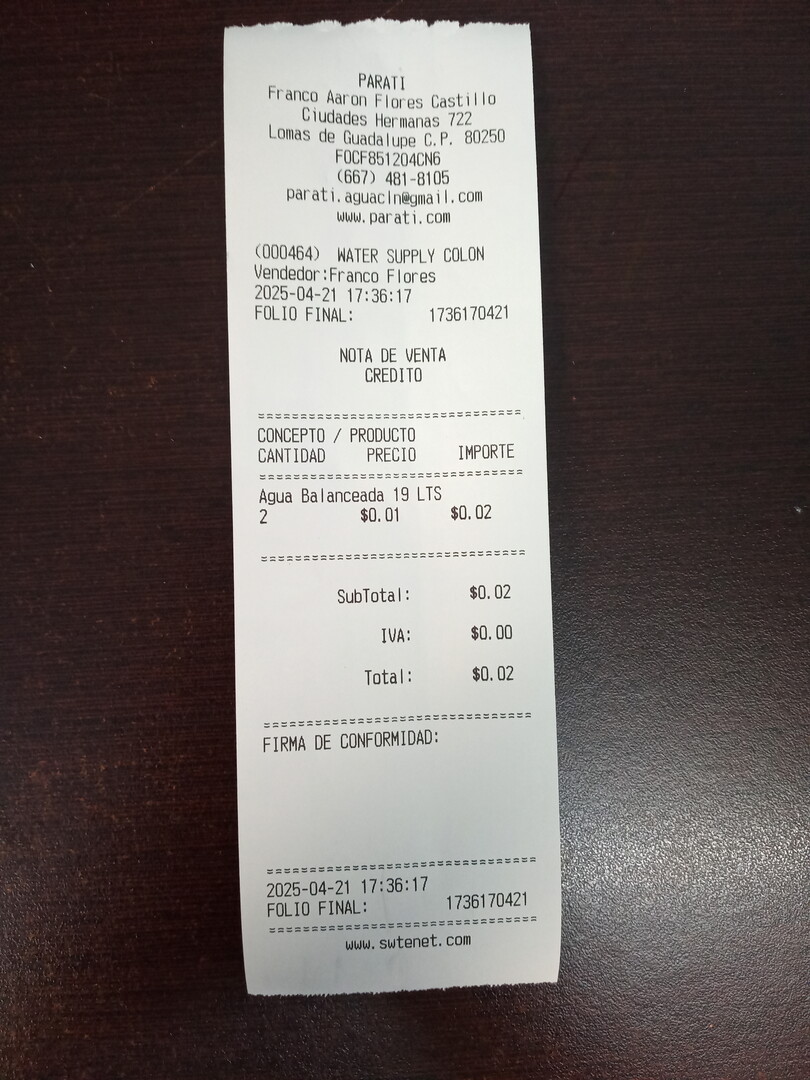 PARATI
Franco Aaron Flores Castillo
Ciudades Hermanas 722
Lomas de Guadalupe C.P. 80250
FOCF851204CN6
(667) 481-8105
parati.aguacln@gmail.com
www.parati.com
(000464) WATER SUPPLY COLON
Vendedor:Franco Flores
2025-04-21 17:36:17
FOLIO FINAL: 1736170421
NOTA DE VENTA
CREDITO
================================
CONCEPTO / PRODUCTO
CANTIDAD PRECIO IMPORTE
================================
Agua Balanceada 19 LTS
2 $0.01 $0.02
================================
SubTotal: $0.02
IVA: $0.00
Total: $0.02
================================
FIRMA DE CONFORMIDAD:
================================
2025-04-21 17:36:17
FOLIO FINAL: 1736170421
================================
www.swtenet.com